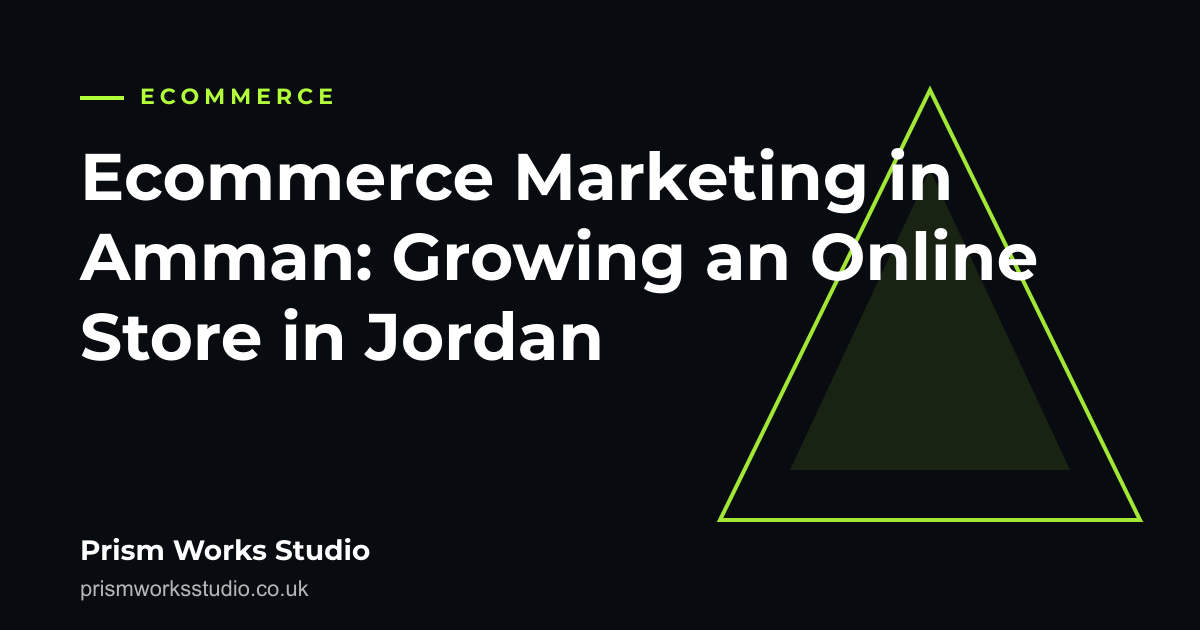 ECOMMERCE
Ecommerce Marketing in
Amman: Growing an Online
Store in Jordan
Prism Works Studio
prismworksstudio.co.uk